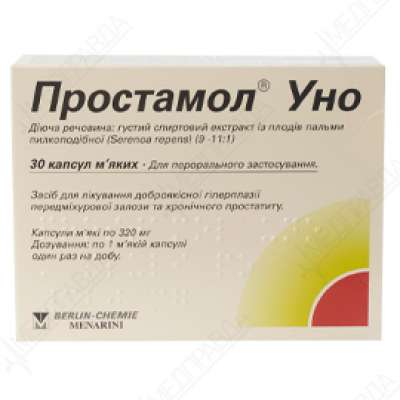 Простамол® Уно
Діюча речовина: густий спиртовий екстракт із плодів пальми
пилкоподібної (Serenoa repens) (9 -11:1)
30 капсул м'яких - Для перорального застосування.
Засіб для лікування доброякісної гіперплазії
передміхурової залози та хронічного простатиту.
Капсули м'які по 320 мг
Дозування: по 1 м'якій капсулі
один раз на добу.
BERLIN-CHEMIE
MENARINI